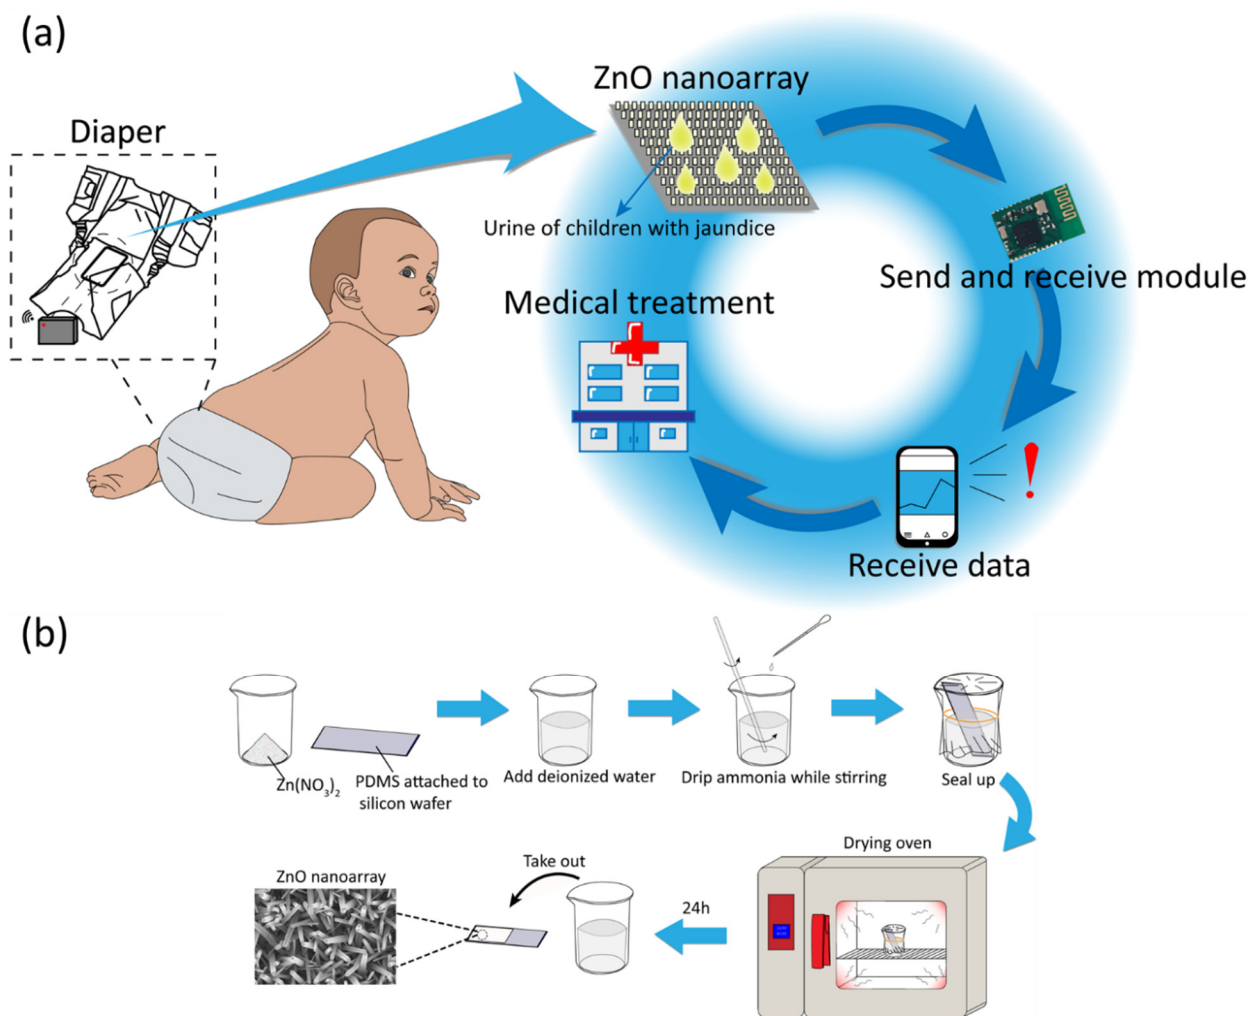 (a)
Diaper
ZnO nanoarray
Urine of children with jaundice
Send and receive module
Medical treatment
Receive data
(b)
Zn(NO₃)₂
PDMS attached to
silicon wafer
Add deionized water
Drip ammonia while stirring
Seal up
Drying oven
24h
Take out
ZnO nanoarray